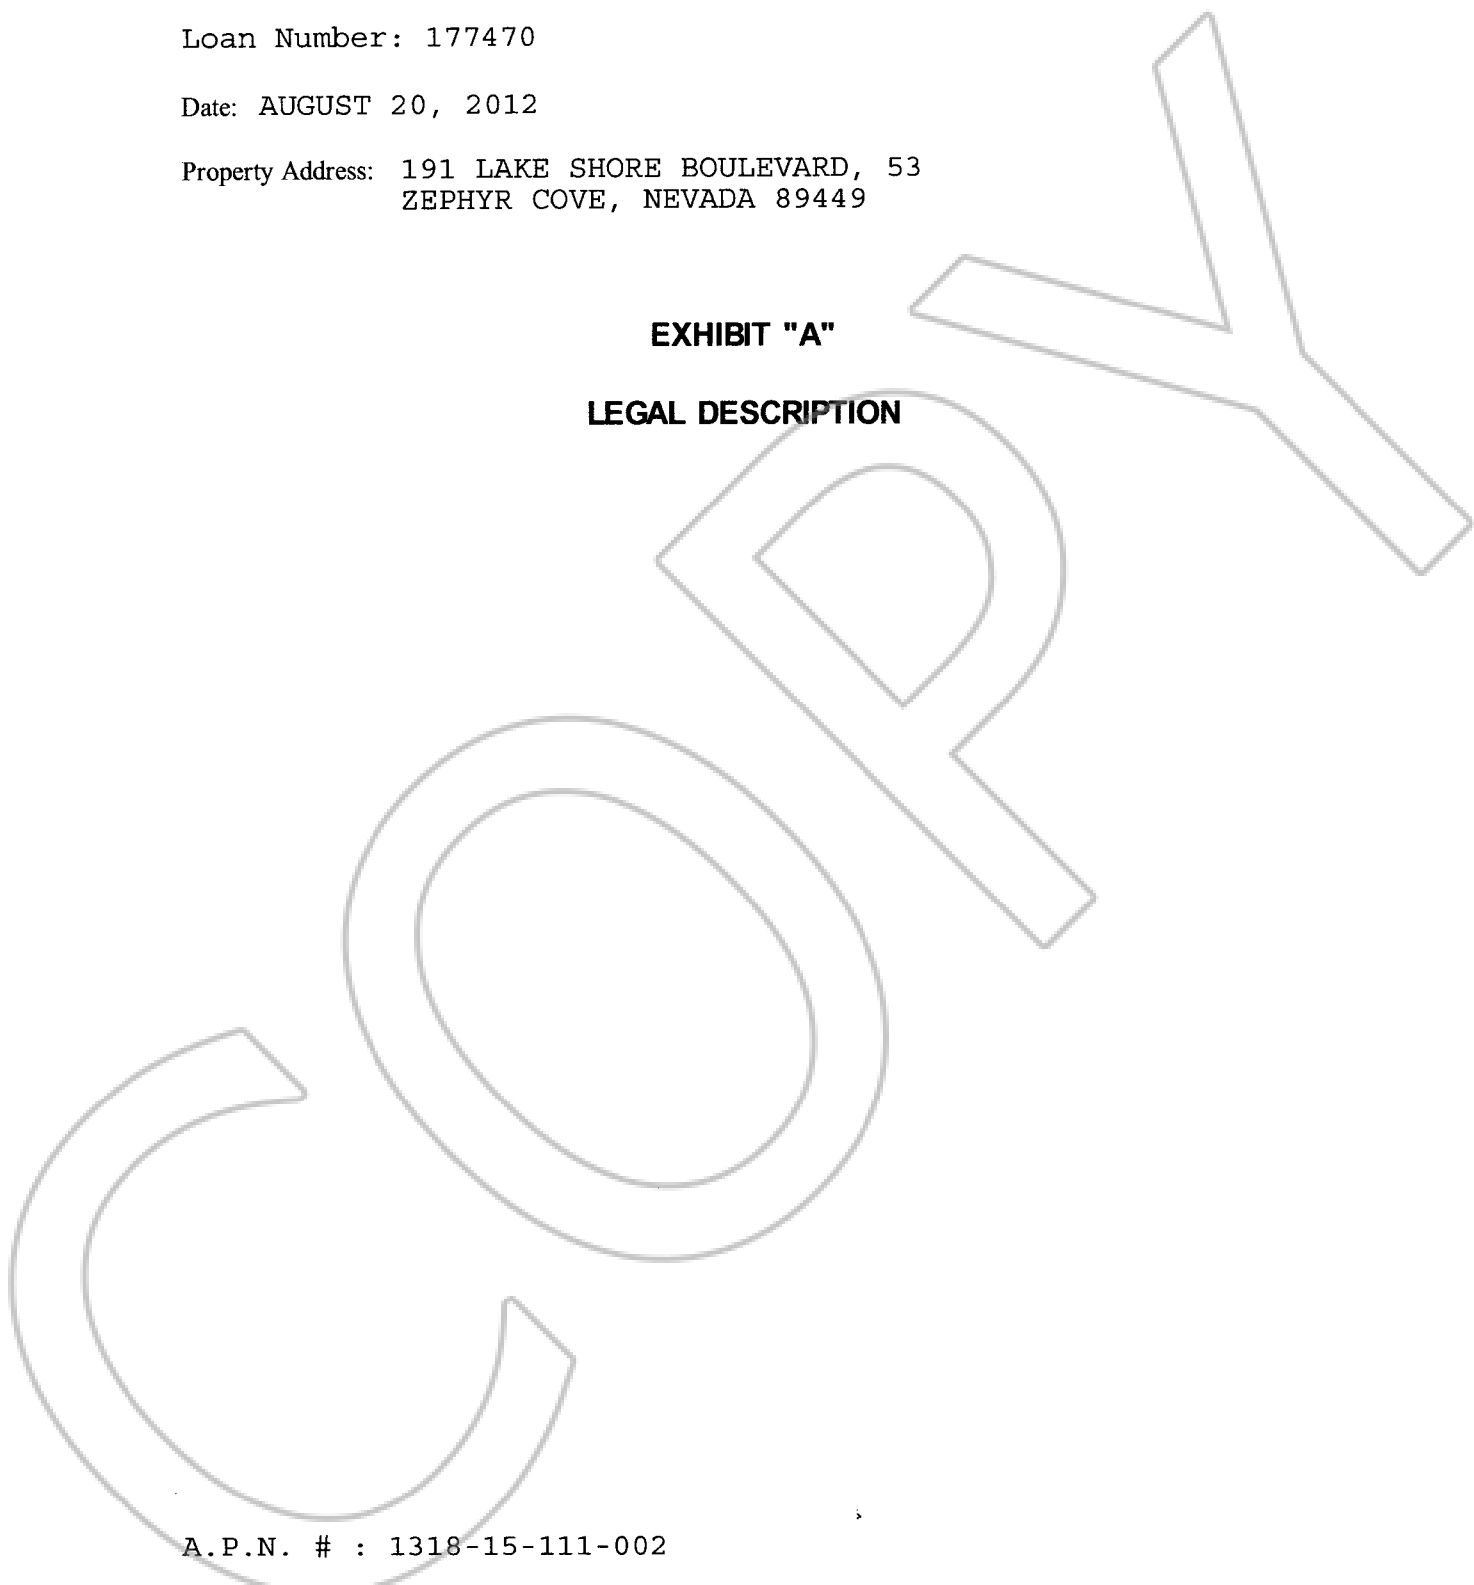 Loan Number: 177470
Date: AUGUST 20, 2012
Property Address: 191 LAKE SHORE BOULEVARD, 53
ZEPHYR COVE, NEVADA 89449
EXHIBIT "A"
LEGAL DESCRIPTION
COPY
A.P.N. # : 1318-15-111-002